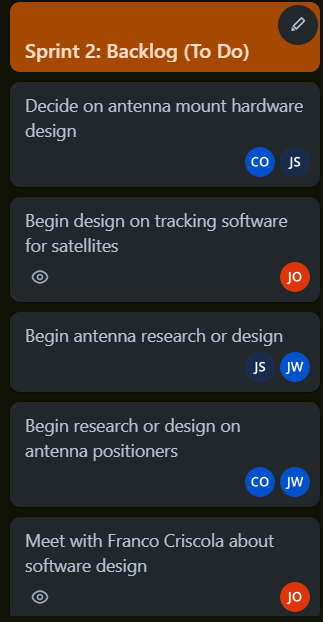 Sprint 2: Backlog (To Do)
Decide on antenna mount hardware
design
CO JS
Begin design on tracking software
for satellites
JO
Begin antenna research or design
JS JW
Begin research or design on
antenna positioners
CO JW
Meet with Franco Criscola about
software design
JO